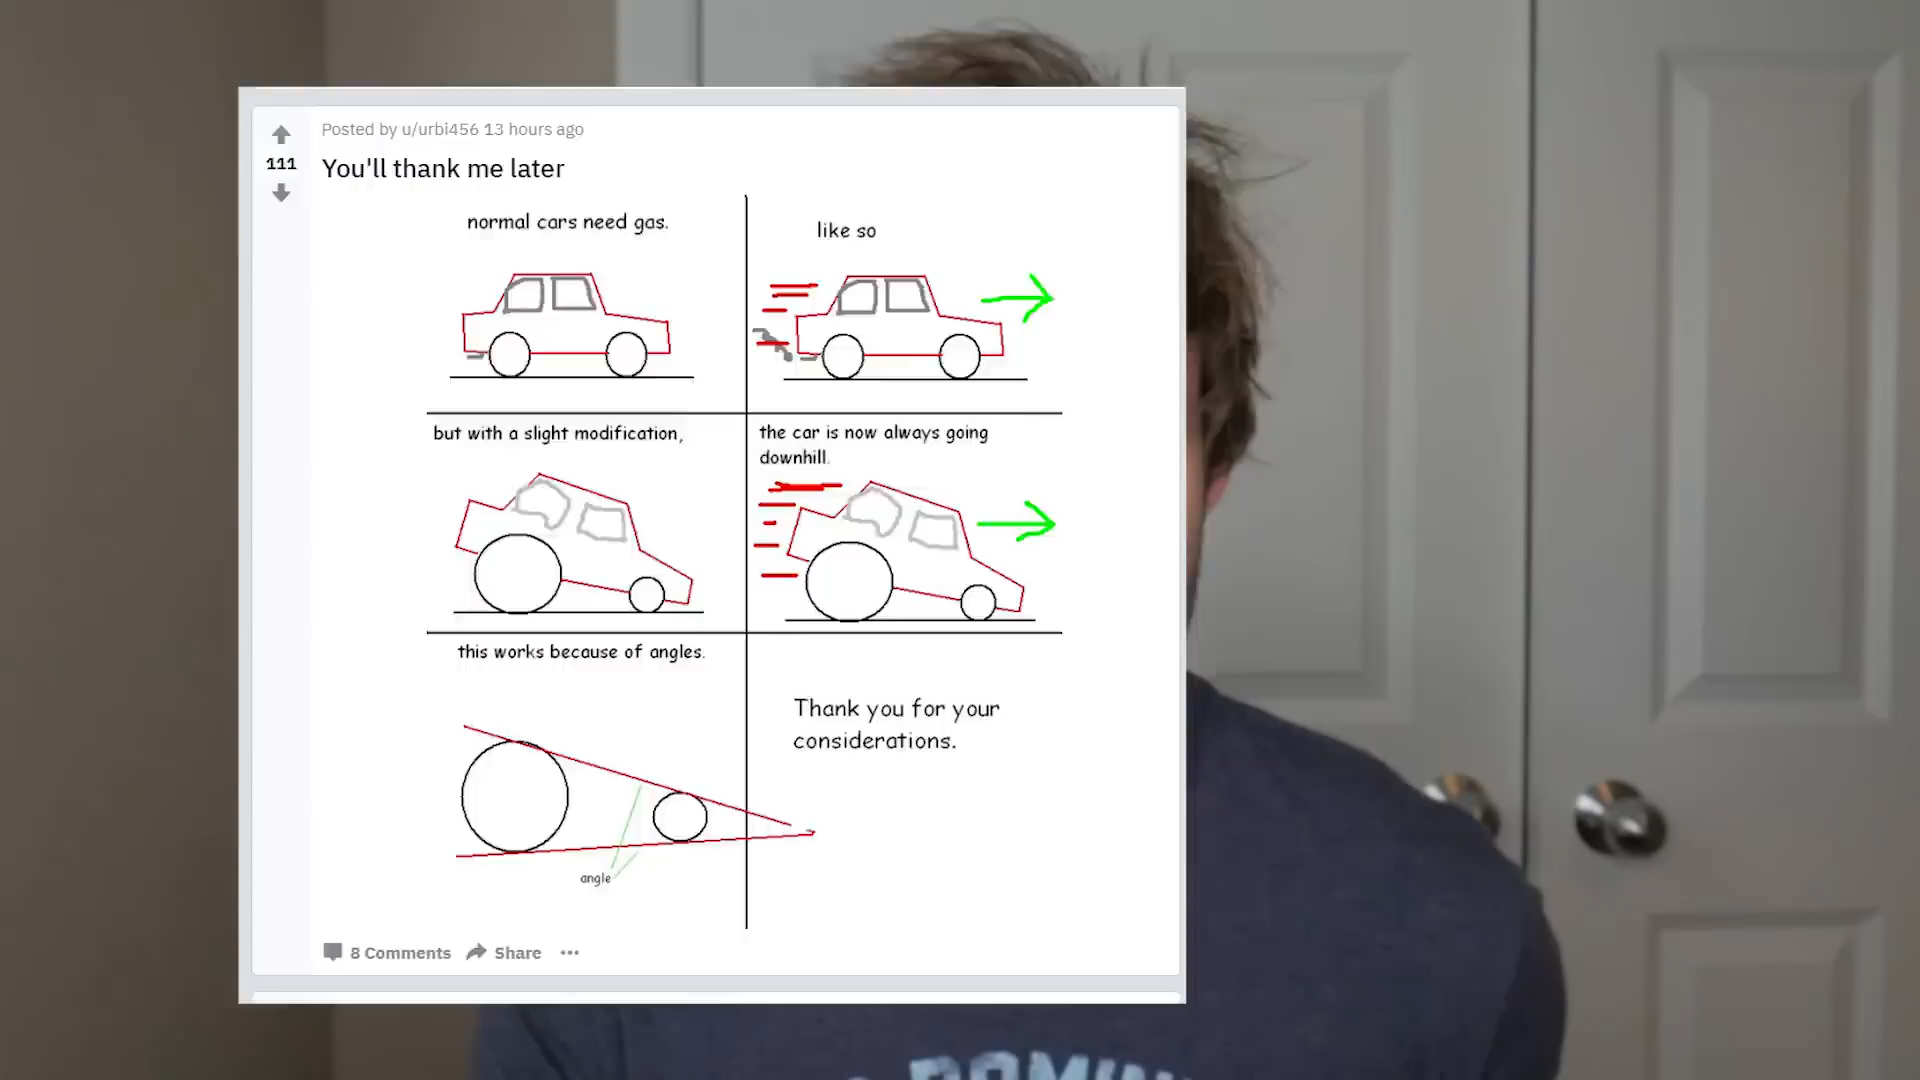 Posted by u/urbi456 13 hours ago
111
You'll thank me later
normal cars need gas.
like so
but with a slight modification,
the car is now always going
downhill.
this works because of angles.
angle
Thank you for your
considerations.
8 Comments Share